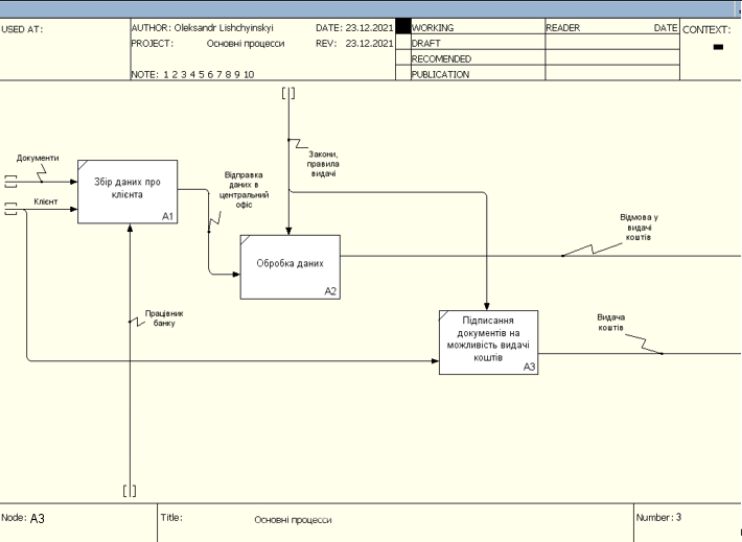 USED AT:
AUTHOR: Oleksandr Lishchyinskyi
DATE: 23.12.2021
WORKING
READER
DATE
CONTEXT:
PROJECT: Основні процесси
REV: 23.12.2021
DRAFT
RECOMENDED
NOTE: 1 2 3 4 5 6 7 8 9 10
PUBLICATION
Документи
Клієнт
Збір даних про
клієнта
A1
Відправка
даних в
центральний
офіс
Закони,
правила
видачі
Обробка даних
A2
Відмова у
видачі
коштів
Працівник
банку
Підписання
документів на
можливість видачі
коштів
A3
Видача
коштів
Node: A3
Title: Основні процесси
Number: 3